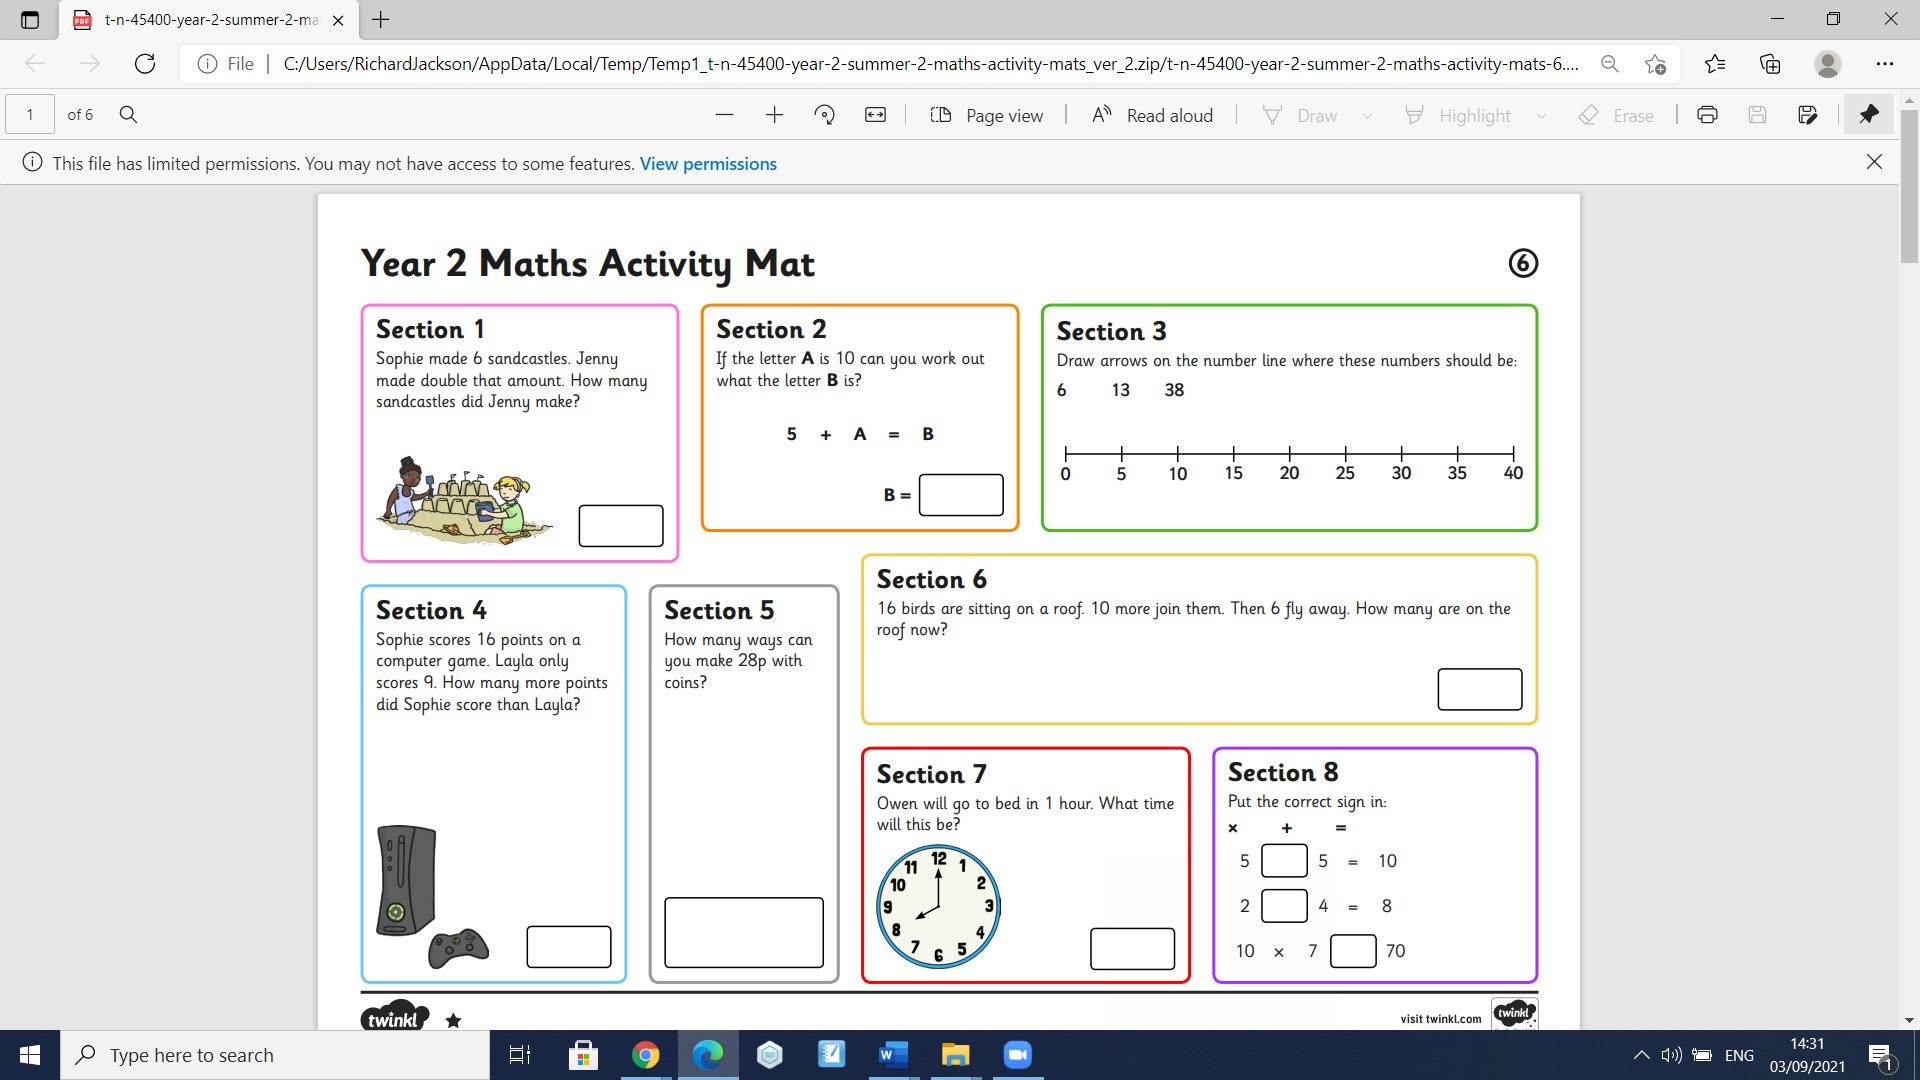 t-n-45400-year-2-summer-2-ma
File
C:/Users/RichardJackson/AppData/Local/Temp/Temp1_t-n-45400-year-2-summer-2-maths-activity-mats_ver_2.zip/t-n-45400-year-2-summer-2-maths-activity-mats-6....
1 of 6
Page view
Read aloud
Draw
Highlight
Erase
This file has limited permissions. You may not have access to some features. View permissions
Year 2 Maths Activity Mat
6
Section 1
Sophie made 6 sandcastles. Jenny
made double that amount. How many
sandcastles did Jenny make?
Section 2
If the letter A is 10 can you work out
what the letter B is?
5 + A = B
B =
Section 3
Draw arrows on the number line where these numbers should be:
6 13 38
0 5 10 15 20 25 30 35 40
Section 4
Sophie scores 16 points on a
computer game. Layla only
scores 9. How many more points
did Sophie score than Layla?
Section 5
How many ways can
you make 28p with
coins?
Section 6
16 birds are sitting on a roof. 10 more join them. Then 6 fly away. How many are on the
roof now?
Section 7
Owen will go to bed in 1 hour. What time
will this be?
12
1
2
3
4
5
6
7
8
9
10
11
Section 8
Put the correct sign in:
× + =
5 5 = 10
2 4 = 8
10 × 7 70
twinkl
visit twinkl.com
twinkl
Type here to search
ENG
14:31
03/09/2021
1